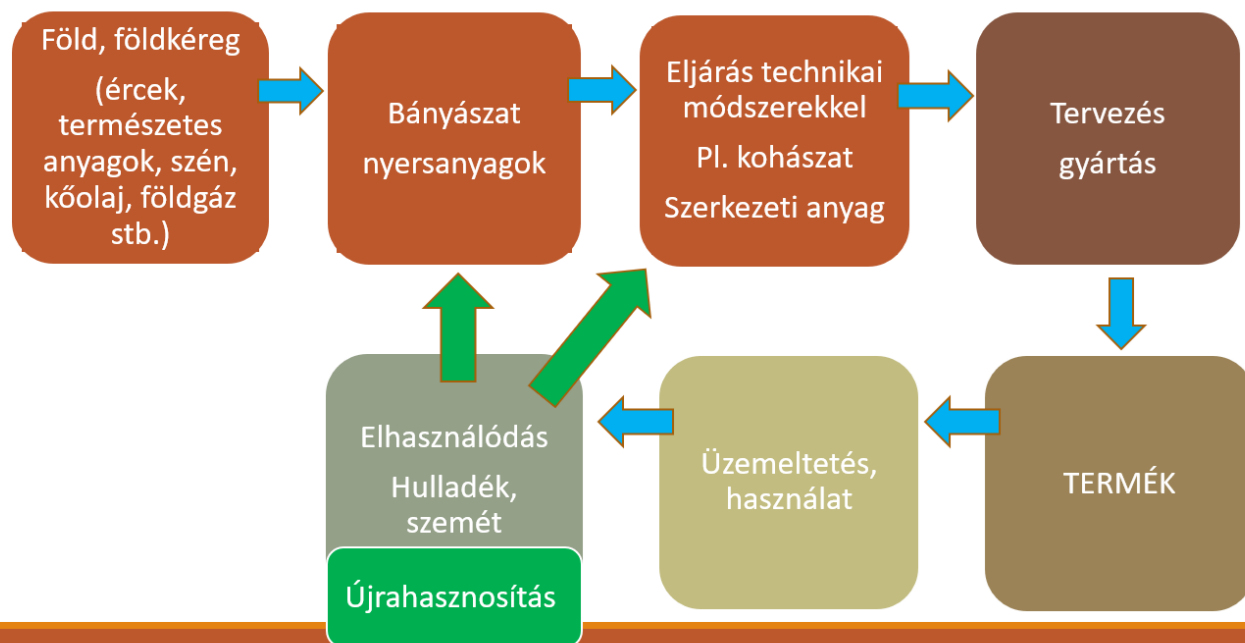 Föld, földkéreg
(ércek,
természetes
anyagok, szén,
kőolaj, földgáz
stb.)
Bányászat
nyersanyagok
Eljárás technikai
módszerekkel
Pl. kohászat
Szerkezeti anyag
Tervezés
gyártás
TERMÉK
Üzemeltetés,
használat
Elhasználódás
Hulladék,
szemét
Újrahasznosítás